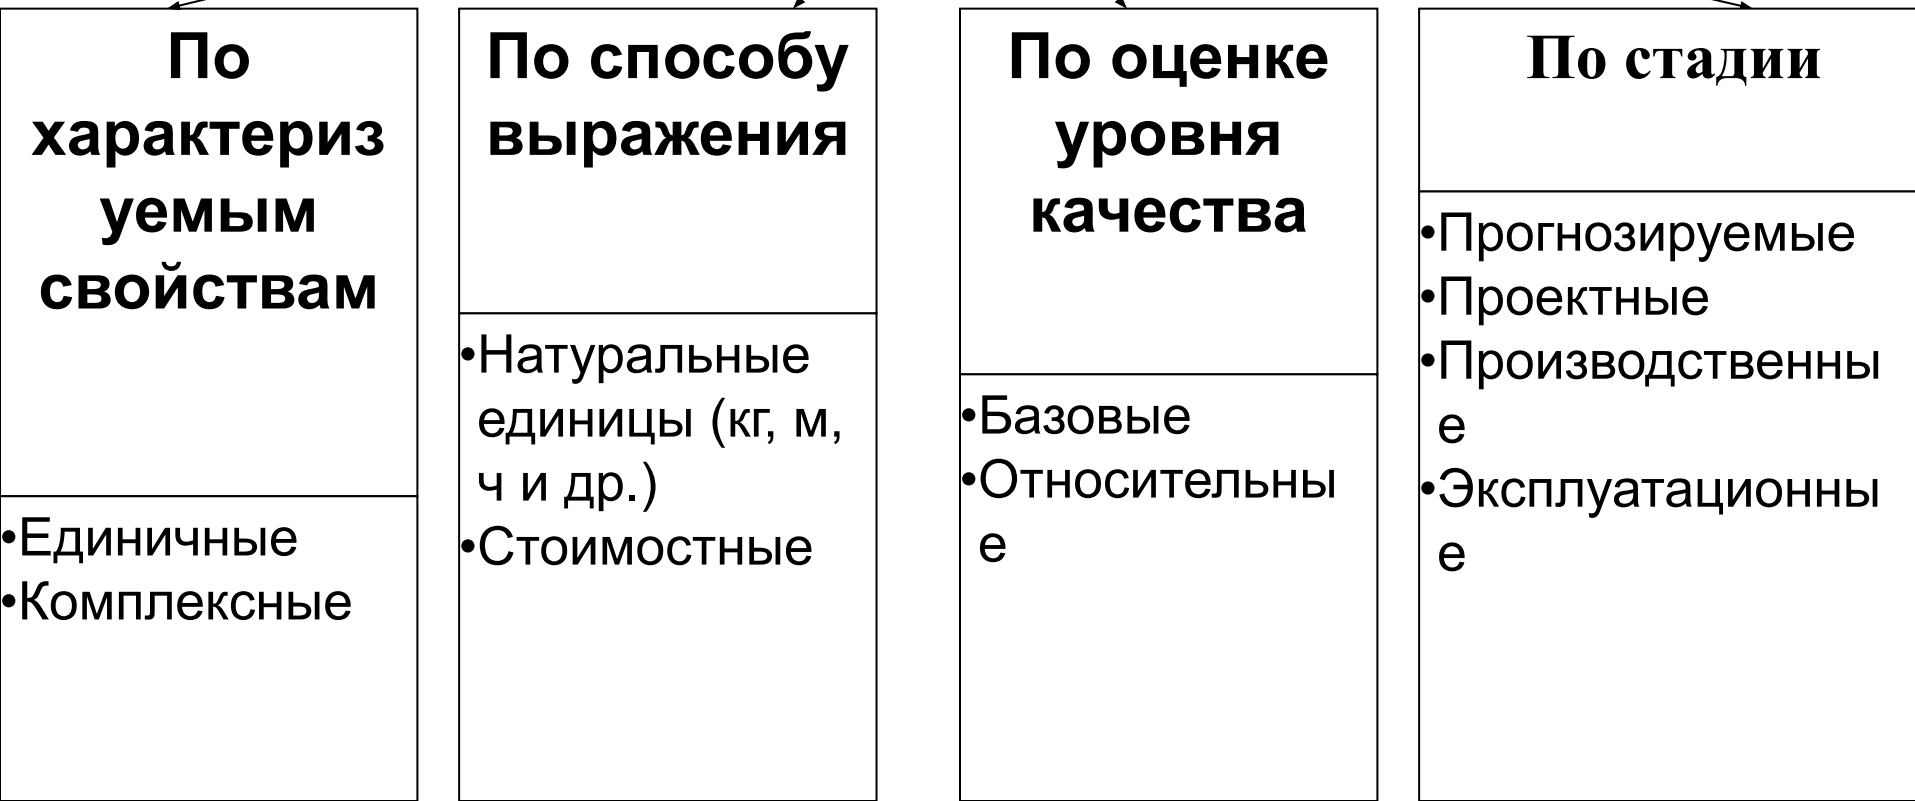 По
характериз
уемым
свойствам
•Единичные
•Комплексные
По способу
выражения
•Натуральные
единицы (кг, м,
ч и др.)
•Стоимостные
По оценке
уровня
качества
•Базовые
•Относительны
е
По стадии
•Прогнозируемые
•Проектные
•Производственны
е
•Эксплуатационны
е